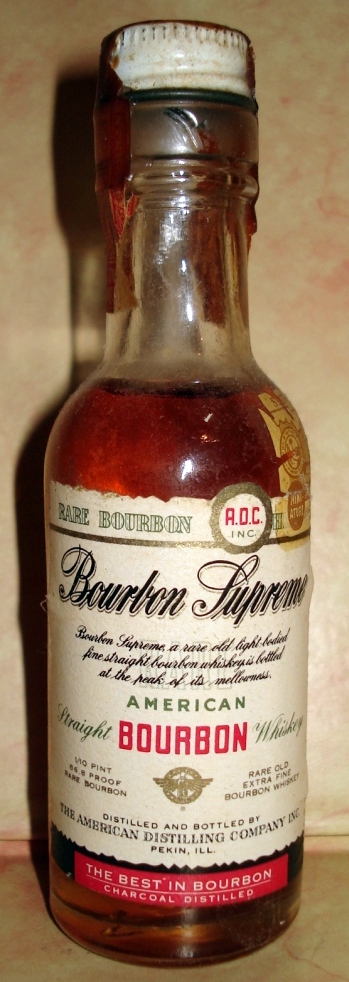 RARE BOURBON
A.D.C.
INC.
Bourbon Supreme
Bourbon Supreme, a rare old light-bodied
fine straight bourbon whiskey is bottled
at the peak of its mellowness.
AMERICAN
Straight BOURBON Whiskey
1/10 PINT
86.8 PROOF
RARE BOURBON
RARE OLD
EXTRA FINE
BOURBON WHISKEY
DISTILLED AND BOTTLED BY
THE AMERICAN DISTILLING COMPANY INC.
PEKIN, ILL.
THE BEST IN BOURBON
CHARCOAL DISTILLED